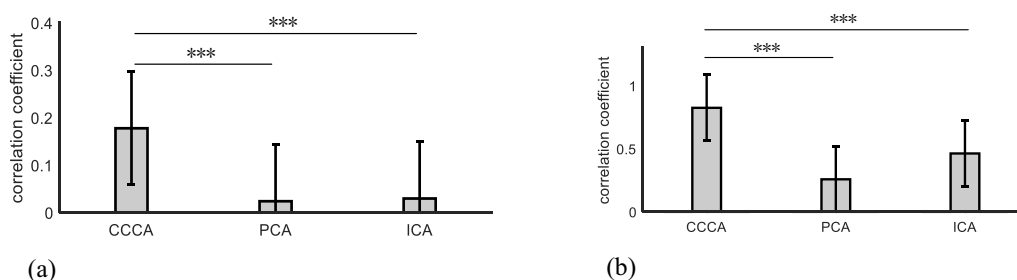 0.4
***
***
0.3
0.2
0.1
0
correlation coefficient
CCCA PCA ICA
(a)
***
***
1
0.5
0
correlation coefficient
CCCA PCA ICA
(b)